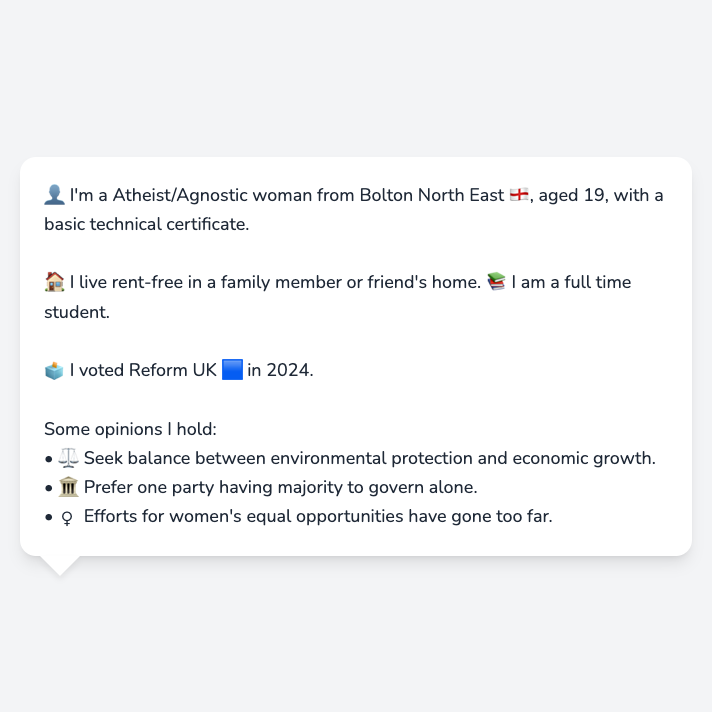 👤 I'm a Atheist/Agnostic woman from Bolton North East 🏴󠁧󠁢󠁥󠁮󠁧󠁿, aged 19, with a
basic technical certificate.
🏠 I live rent-free in a family member or friend's home. 📚 I am a full time
student.
🗳️ I voted Reform UK 🟦 in 2024.
Some opinions I hold:
• ⚖️ Seek balance between environmental protection and economic growth.
• 🏛️ Prefer one party having majority to govern alone.
• ♀ Efforts for women's equal opportunities have gone too far.